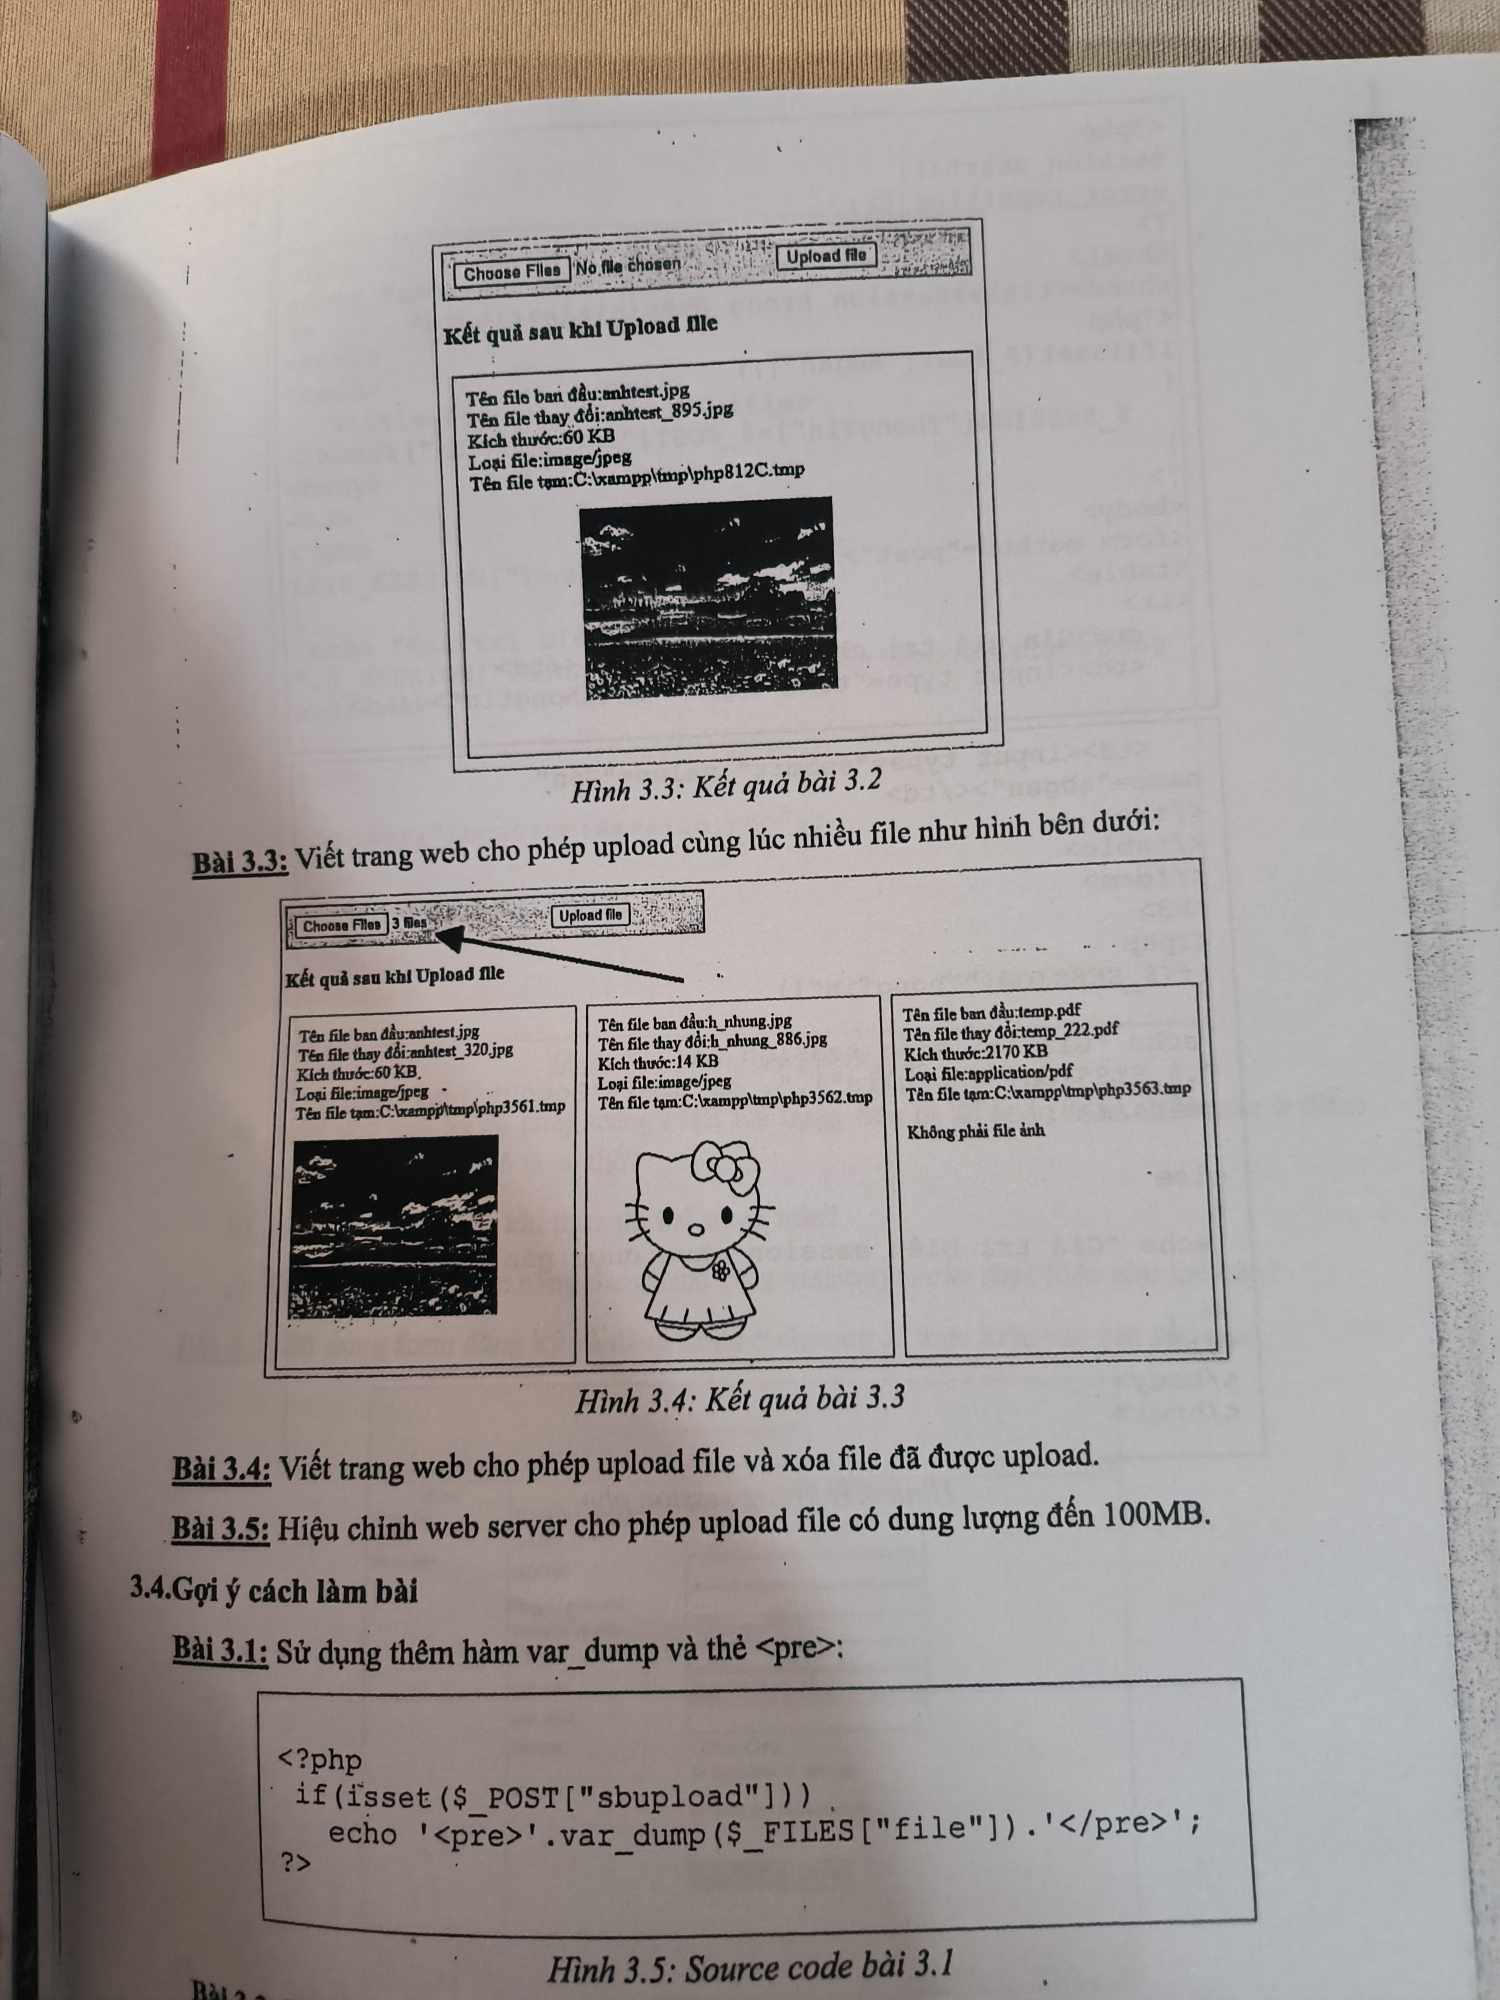 Choose Files No file chosen Upload file
Kết quả sau khi Upload file
Tên file ban đầu:anhtest.jpg
Tên file thay đổi:anhtest_895.jpg
Kích thước:60 KB
Loại file:image/jpeg
Tên file tạm:C:\xampp\tmp\php812C.tmp
Hình 3.3: Kết quả bài 3.2
Bài 3.3: Viết trang web cho phép upload cùng lúc nhiều file như hình bên dưới:
Choose Files 3 files Upload file
Kết quả sau khi Upload file
Tên file ban đầu:anhtest.jpg
Tên file thay đổi:anhtest_320.jpg
Kích thước:60 KB
Loại file:image/jpeg
Tên file tạm:C:\xampp\tmp\php3561.tmp
Tên file ban đầu:h_nhung.jpg
Tên file thay đổi:h_nhung_886.jpg
Kích thước:14 KB
Loại file:image/jpeg
Tên file tạm:C:\xampp\tmp\php3562.tmp
Tên file ban đầu:temp.pdf
Tên file thay đổi:temp_222.pdf
Kích thước:2170 KB
Loại file:application/pdf
Tên file tạm:C:\xampp\tmp\php3563.tmp
Không phải file ảnh
Hình 3.4: Kết quả bài 3.3
Bài 3.4: Viết trang web cho phép upload file và xóa file đã được upload.
Bài 3.5: Hiệu chỉnh web server cho phép upload file có dung lượng đến 100MB.
3.4.Gợi ý cách làm bài
Bài 3.1: Sử dụng thêm hàm var_dump và thẻ <pre>:
<?php
if(isset($_POST["sbupload"]))
echo '<pre>'.var_dump($_FILES["file"]).'</pre>';
?>
Hình 3.5: Source code bài 3.1
Bài